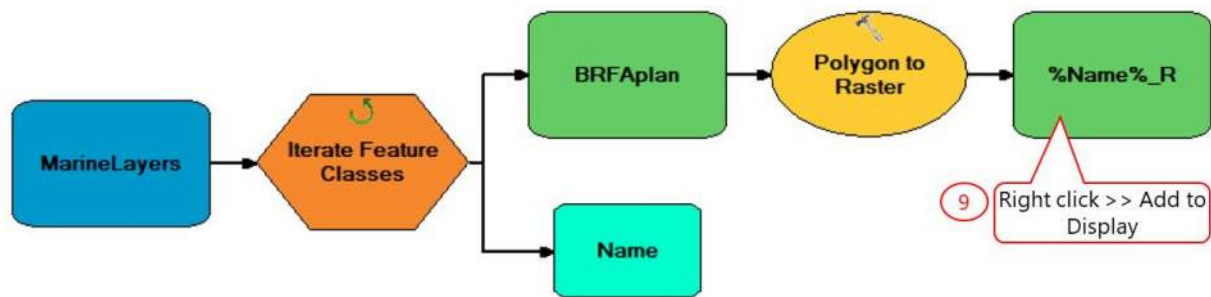 MarineLayers
Iterate Feature
Classes
BRFAplan
Polygon to
Raster
%Name%_R
Name
9
Right click >> Add to
Display